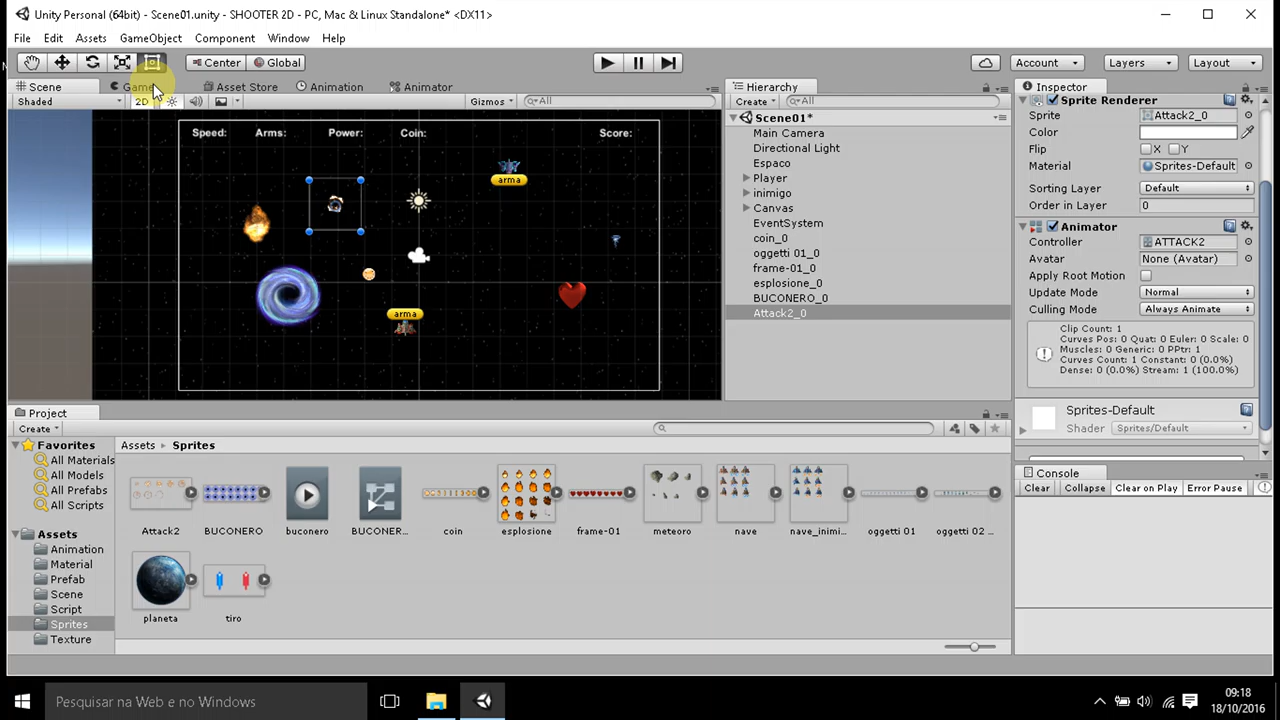 Unity Personal (64bit) - Scene01.unity - SHOOTER 2D - PC, Mac & Linux Standalone* <DX11>
File Edit Assets GameObject Component Window Help
Center Global Account Layers Layout
Scene Game Asset Store Animation Animator
Shaded 2D Gizmos All
Speed: Arms: Power: Coin: Score:
arma
arma
Hierarchy
Create All
Scene01*
Main Camera
Directional Light
Espaco
Player
inimigo
Canvas
EventSystem
coin_0
oggetti 01_0
frame-01_0
esplosione_0
BUCONERO_0
Attack2_0
Inspector
Sprite Renderer
Sprite Attack2_0
Color
Flip X Y
Material Sprites-Default
Sorting Layer Default
Order in Layer 0
Animator
Controller ATTACK2
Avatar None (Avatar)
Apply Root Motion
Update Mode Normal
Culling Mode Always Animate
Clip Count: 1
Curves Pos: 0 Quat: 0 Euler: 0 Scale: 0
Muscles: 0 Generic: 0 PPtr: 1
Curves Count: 1 Constant: 0 (0.0%)
Dense: 0 (0.0%) Stream: 1 (100.0%)
Sprites-Default
Shader Sprites/Default
Project
Create
Favorites
All Materials
All Models
All Prefabs
All Scripts
Assets
Animation
Material
Prefab
Scene
Script
Sprites
Texture
Assets Sprites
Attack2 BUCONERO buconero BUCONER... coin esplosione frame-01 meteoro nave nave_inimi... oggetti 01 oggetti 02 ...
planeta tiro
Console
Clear Collapse Clear on Play Error Pause
Pesquisar na Web e no Windows
09:18
18/10/2016